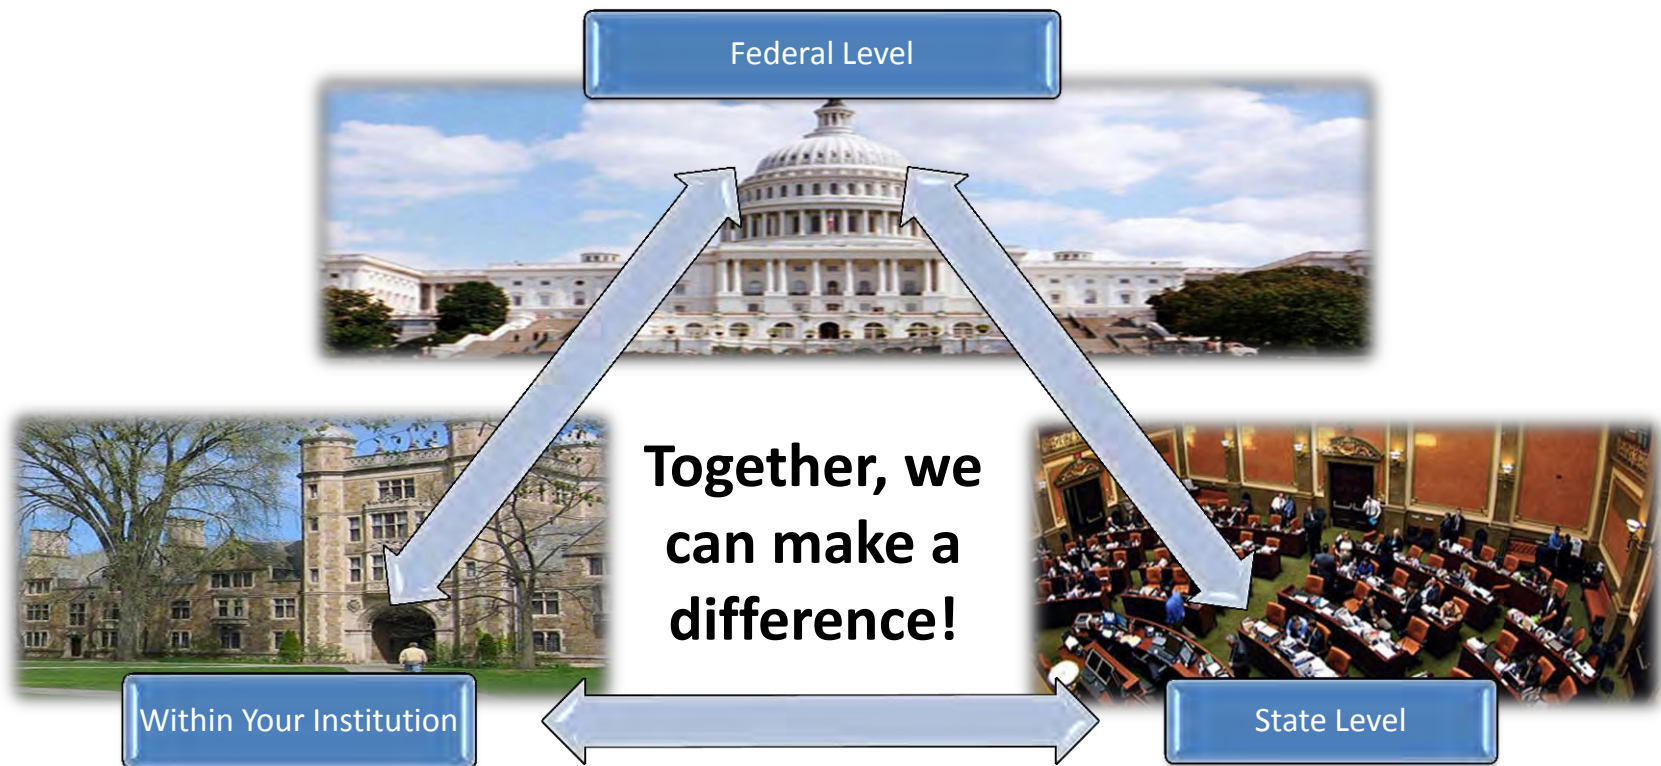 Federal Level
Together, we
can make a
difference!
Within Your Institution
State Level